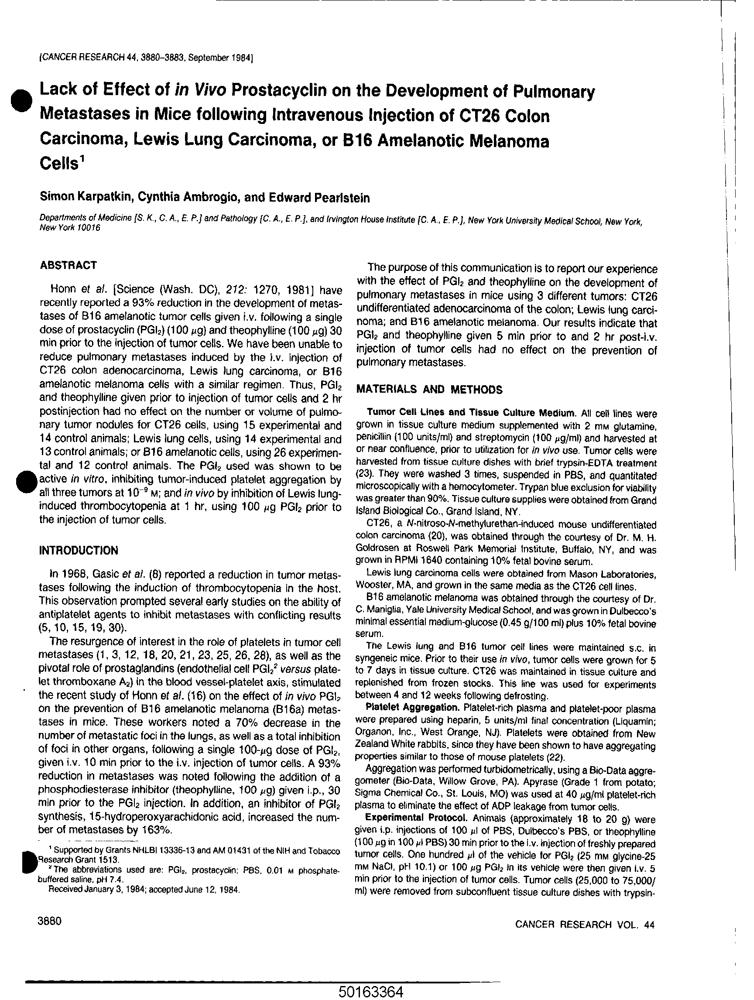 [CANCER RESEARCH 44, 3880-3883, September 1984]
Lack of Effect of in Vivo Prostacyclin on the Development of Pulmonary
Metastases in Mice following Intravenous Injection of CT26 Colon
Carcinoma, Lewis Lung Carcinoma, or B16 Amelanotic Melanoma
Cells¹
Simon Karpatkin, Cynthia Ambrogio, and Edward Pearlstein
Departments of Medicine [S. K., C. A., E. P.] and Pathology [C. A., E. P.], and Irvington House Institute [C. A., E. P.], New York University Medical School, New York,
New York 10016
ABSTRACT
Honn et al. [Science (Wash. DC), 212: 1270, 1981] have
recently reported a 93% reduction in the development of metas-
tases of B16 amelanotic tumor cells given i.v. following a single
dose of prostacyclin (PGI₂) (100 μg) and theophylline (100 μg) 30
min prior to the injection of tumor cells. We have been unable to
reduce pulmonary metastases induced by the i.v. injection of
CT26 colon adenocarcinoma, Lewis lung carcinoma, or B16
amelanotic melanoma cells with a similar regimen. Thus, PGI₂
and theophylline given prior to injection of tumor cells and 2 hr
postinjection had no effect on the number or volume of pulmo-
nary tumor nodules for CT26 cells, using 15 experimental and
14 control animals; Lewis lung cells, using 14 experimental and
13 control animals; or B16 amelanotic cells, using 26 experimen-
tal and 12 control animals. The PGI₂ used was shown to be
active in vitro, inhibiting tumor-induced platelet aggregation by
all three tumors at 10⁻⁹ M; and in vivo by inhibition of Lewis lung-
induced thrombocytopenia at 1 hr, using 100 μg PGI₂ prior to
the injection of tumor cells.
INTRODUCTION
In 1968, Gasic et al. (8) reported a reduction in tumor metas-
tases following the induction of thrombocytopenia in the host.
This observation prompted several early studies on the ability of
antiplatelet agents to inhibit metastases with conflicting results
(5, 10, 15, 19, 30).
The resurgence of interest in the role of platelets in tumor cell
metastases (1, 3, 12, 18, 20, 21, 23, 25, 26, 28), as well as the
pivotal role of prostaglandins (endothelial cell PGI₂² versus plate-
let thromboxane A₂) in the blood vessel-platelet axis, stimulated
the recent study of Honn et al. (16) on the effect of in vivo PGI₂
on the prevention of B16 amelanotic melanoma (B16a) metas-
tases in mice. These workers noted a 70% decrease in the
number of metastatic foci in the lungs, as well as a total inhibition
of foci in other organs, following a single 100-μg dose of PGI₂,
given i.v. 10 min prior to the i.v. injection of tumor cells. A 93%
reduction in metastases was noted following the addition of a
phosphodiesterase inhibitor (theophylline, 100 μg) given i.p., 30
min prior to the PGI₂ injection. In addition, an inhibitor of PGI₂
synthesis, 15-hydroperoxyarachidonic acid, increased the num-
ber of metastases by 163%.
¹ Supported by Grants NHLBI 13336-13 and AM 01431 of the NIH and Tobacco
Research Grant 1513.
² The abbreviations used are: PGI₂, prostacyclin; PBS, 0.01 M phosphate-
buffered saline, pH 7.4.
Received January 3, 1984; accepted June 12, 1984.
The purpose of this communication is to report our experience
with the effect of PGI₂ and theophylline on the development of
pulmonary metastases in mice using 3 different tumors: CT26
undifferentiated adenocarcinoma of the colon; Lewis lung carci-
noma; and B16 amelanotic melanoma. Our results indicate that
PGI₂ and theophylline given 5 min prior to and 2 hr post-i.v.
injection of tumor cells had no effect on the prevention of
pulmonary metastases.
MATERIALS AND METHODS
Tumor Cell Lines and Tissue Culture Medium. All cell lines were
grown in tissue culture medium supplemented with 2 mM glutamine,
penicillin (100 units/ml) and streptomycin (100 μg/ml) and harvested at
or near confluence, prior to utilization for in vivo use. Tumor cells were
harvested from tissue culture dishes with brief trypsin-EDTA treatment
(23). They were washed 3 times, suspended in PBS, and quantitated
microscopically with a hemocytometer. Trypan blue exclusion for viability
was greater than 90%. Tissue culture supplies were obtained from Grand
Island Biological Co., Grand Island, NY.
CT26, a N-nitroso-N-methylurethan-induced mouse undifferentiated
colon carcinoma (20), was obtained through the courtesy of Dr. M. H.
Goldrosen at Roswell Park Memorial Institute, Buffalo, NY, and was
grown in RPMI 1640 containing 10% fetal bovine serum.
Lewis lung carcinoma cells were obtained from Mason Laboratories,
Wooster, MA, and grown in the same media as the CT26 cell lines.
B16 amelanotic melanoma was obtained through the courtesy of Dr.
C. Maniglia, Yale University Medical School, and was grown in Dulbecco's
minimal essential medium-glucose (0.45 g/100 ml) plus 10% fetal bovine
serum.
The Lewis lung and B16 tumor cell lines were maintained s.c. in
syngeneic mice. Prior to their use in vivo, tumor cells were grown for 5
to 7 days in tissue culture. CT26 was maintained in tissue culture and
replenished from frozen stocks. This line was used for experiments
between 4 and 12 weeks following defrosting.
Platelet Aggregation. Platelet-rich plasma and platelet-poor plasma
were prepared using heparin, 5 units/ml final concentration (Liquamin;
Organon, Inc., West Orange, NJ). Platelets were obtained from New
Zealand White rabbits, since they have been shown to have aggregating
properties similar to those of mouse platelets (22).
Aggregation was performed turbidometrically, using a Bio-Data aggre-
gometer (Bio-Data, Willow Grove, PA). Apyrase (Grade 1 from potato;
Sigma Chemical Co., St. Louis, MO) was used at 40 μg/ml platelet-rich
plasma to eliminate the effect of ADP leakage from tumor cells.
Experimental Protocol. Animals (approximately 18 to 20 g) were
given i.p. injections of 100 μl of PBS, Dulbecco's PBS, or theophylline
(100 μg in 100 μl PBS) 30 min prior to the i.v. injection of freshly prepared
tumor cells. One hundred μl of the vehicle for PGI₂ (25 mM glycine-25
mM NaCl, pH 10.1) or 100 μg PGI₂ in its vehicle were then given i.v. 5
min prior to the injection of tumor cells. Tumor cells (25,000 to 75,000/
ml) were removed from subconfluent tissue culture dishes with trypsin-
3880
CANCER RESEARCH VOL. 44
50163364